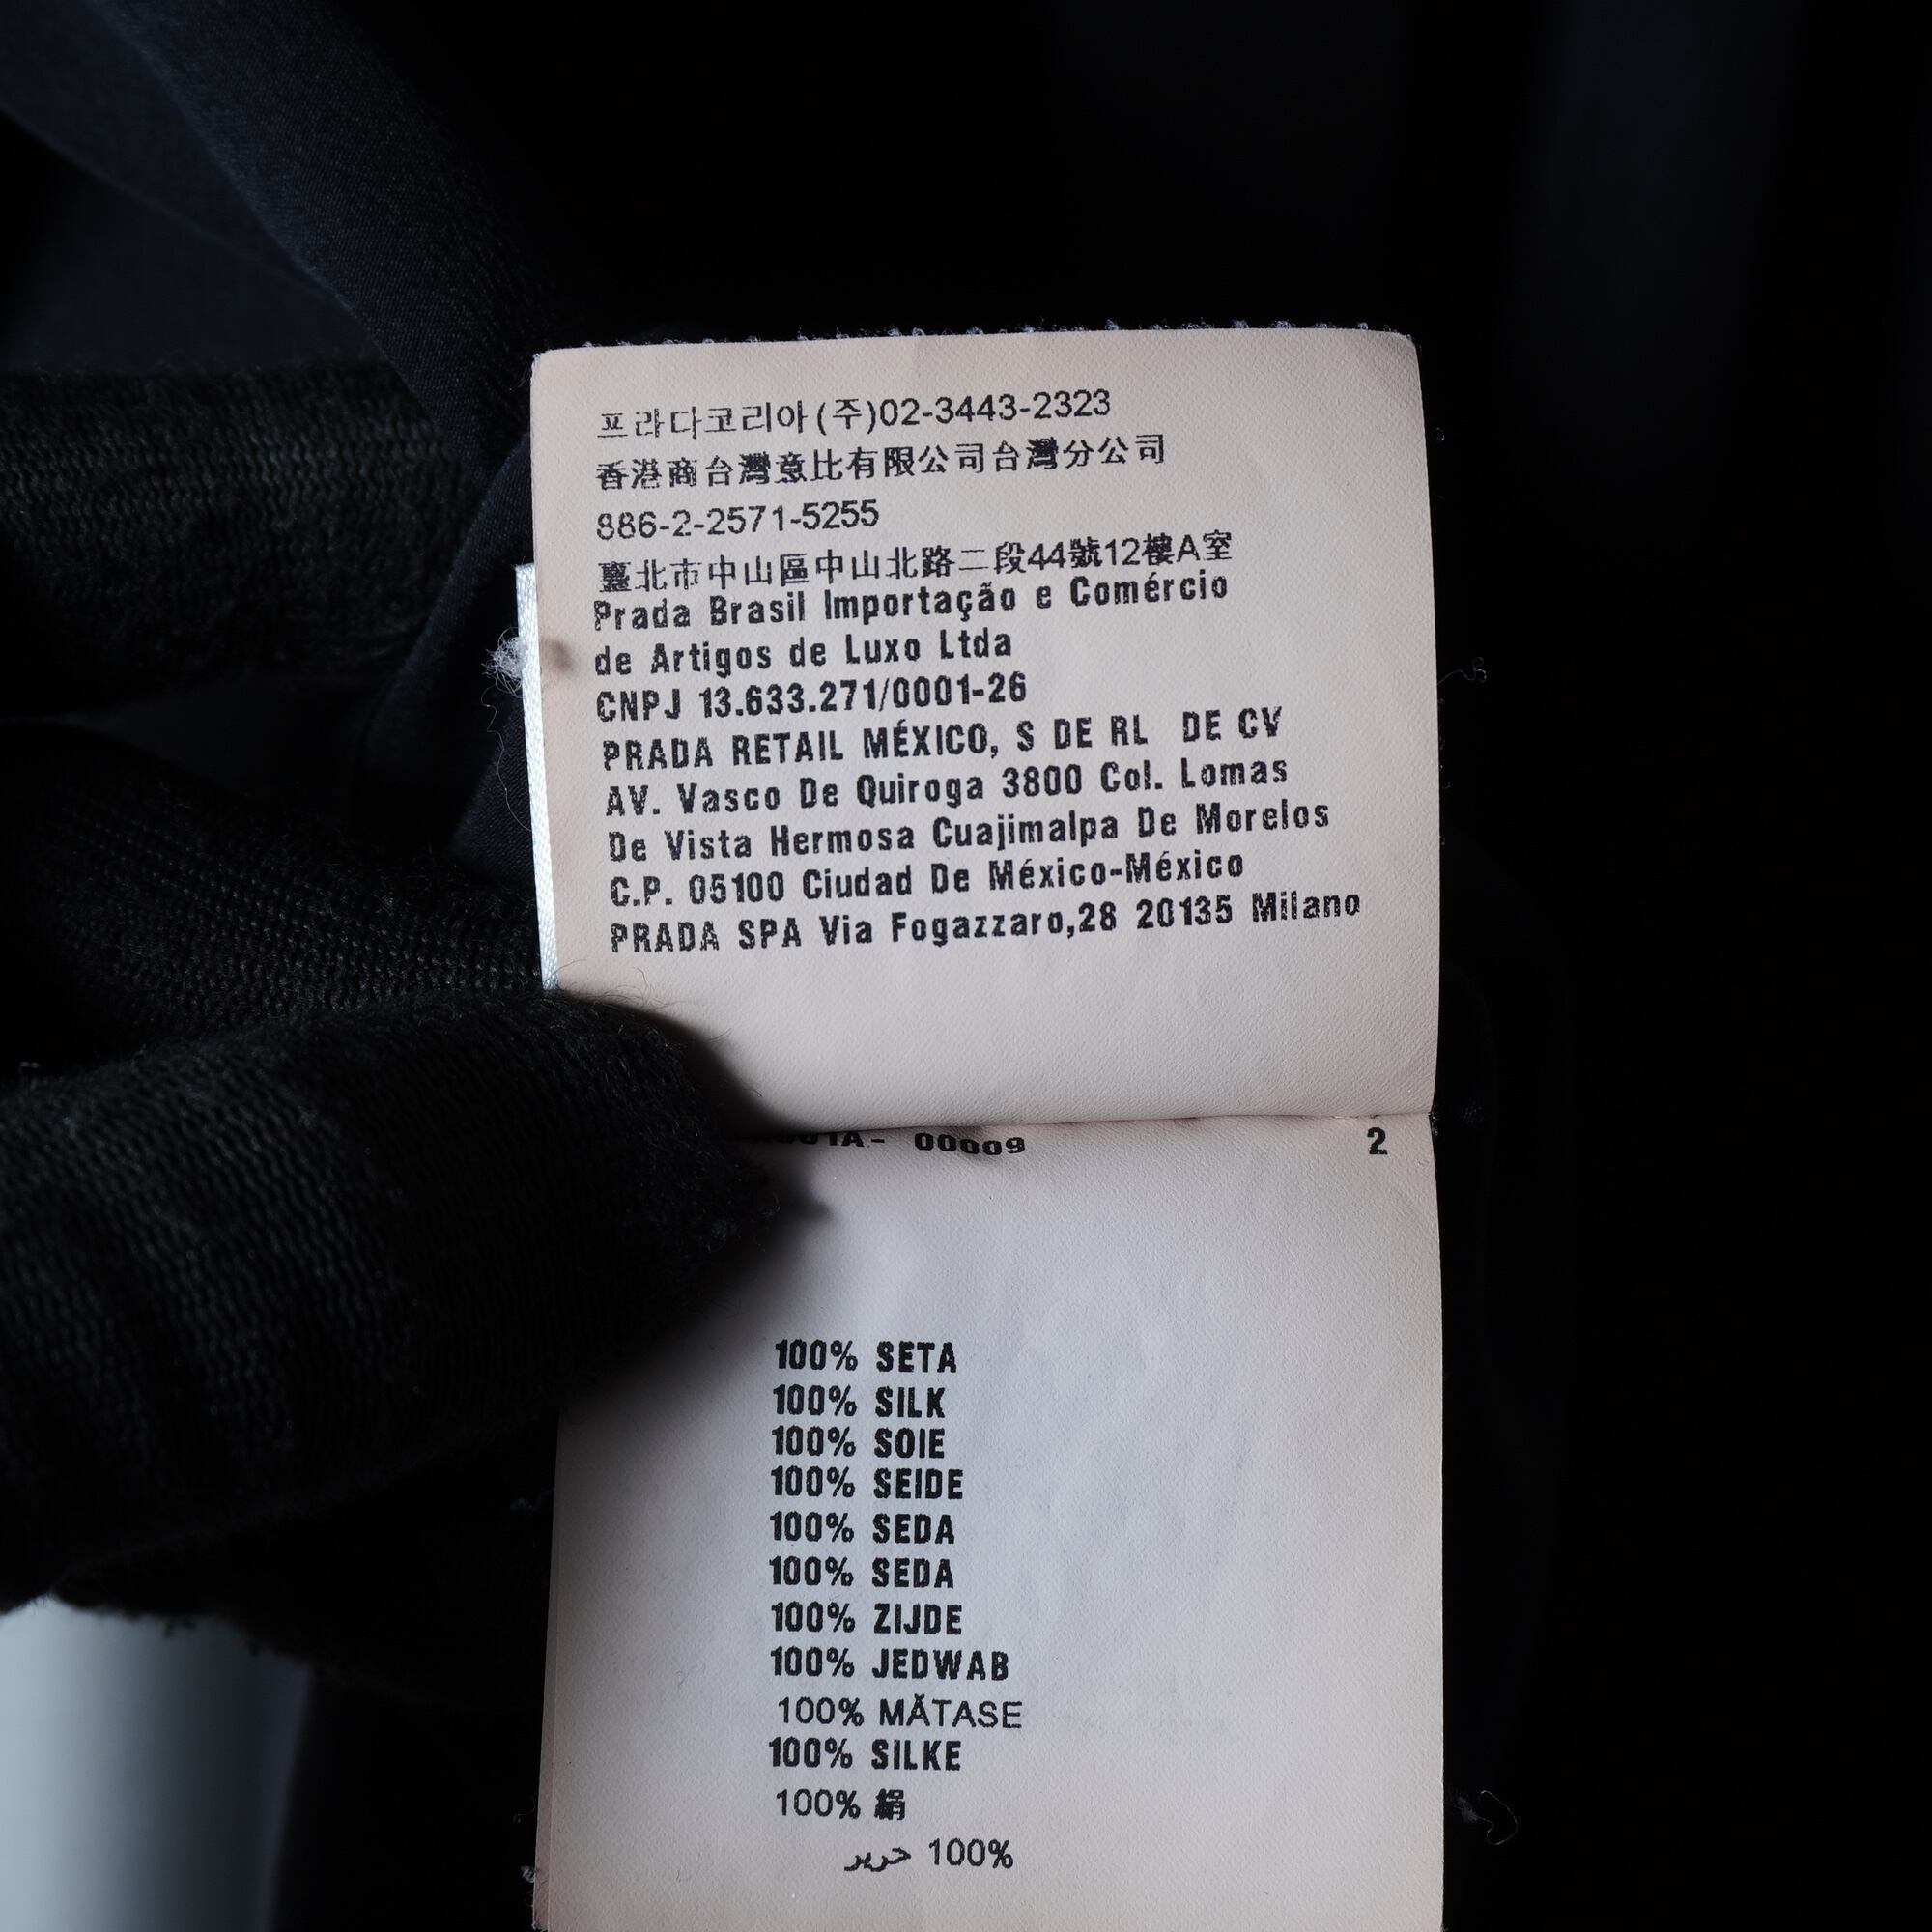 프라다코리아(주)02-3443-2323
香港商台灣意比有限公司台灣分公司
886-2-2571-5255
臺北市中山區中山北路二段44號12樓A室
Prada Brasil Importação e Comércio
de Artigos de Luxo Ltda
CNPJ 13.633.271/0001-26
PRADA RETAIL MÉXICO, S DE RL DE CV
AV. Vasco De Quiroga 3800 Col. Lomas
De Vista Hermosa Cuajimalpa De Morelos
C.P. 05100 Ciudad De México-México
PRADA SPA Via Fogazzaro,28 20135 Milano
00009 2
100% SETA
100% SILK
100% SOIE
100% SEIDE
100% SEDA
100% SEDA
100% ZIJDE
100% JEDWAB
100% MĂTASE
100% SILKE
100% 絹
100% حرير